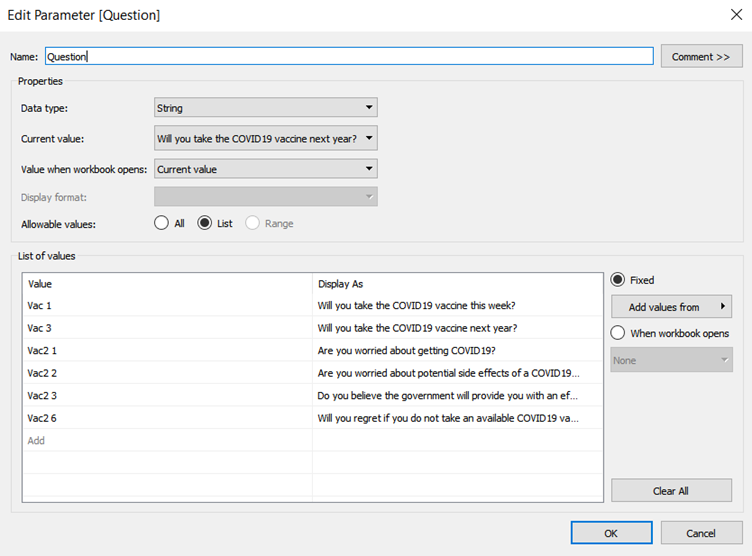 Edit Parameter [Question]
Name: Question Comment >>
Properties
Data type: String
Current value: Will you take the COVID19 vaccine next year?
Value when workbook opens: Current value
Display format:
Allowable values: All List Range
List of values
Value Display As
Vac 1 Will you take the COVID19 vaccine this week?
Vac 3 Will you take the COVID19 vaccine next year?
Vac2 1 Are you worried about getting COVID19?
Vac2 2 Are you worried about potential side effects of a COVID19...
Vac2 3 Do you believe the government will provide you with an ef...
Vac2 6 Will you regret if you do not take an available COVID19 va...
Add
Fixed
Add values from
When workbook opens
None
Clear All
OK Cancel